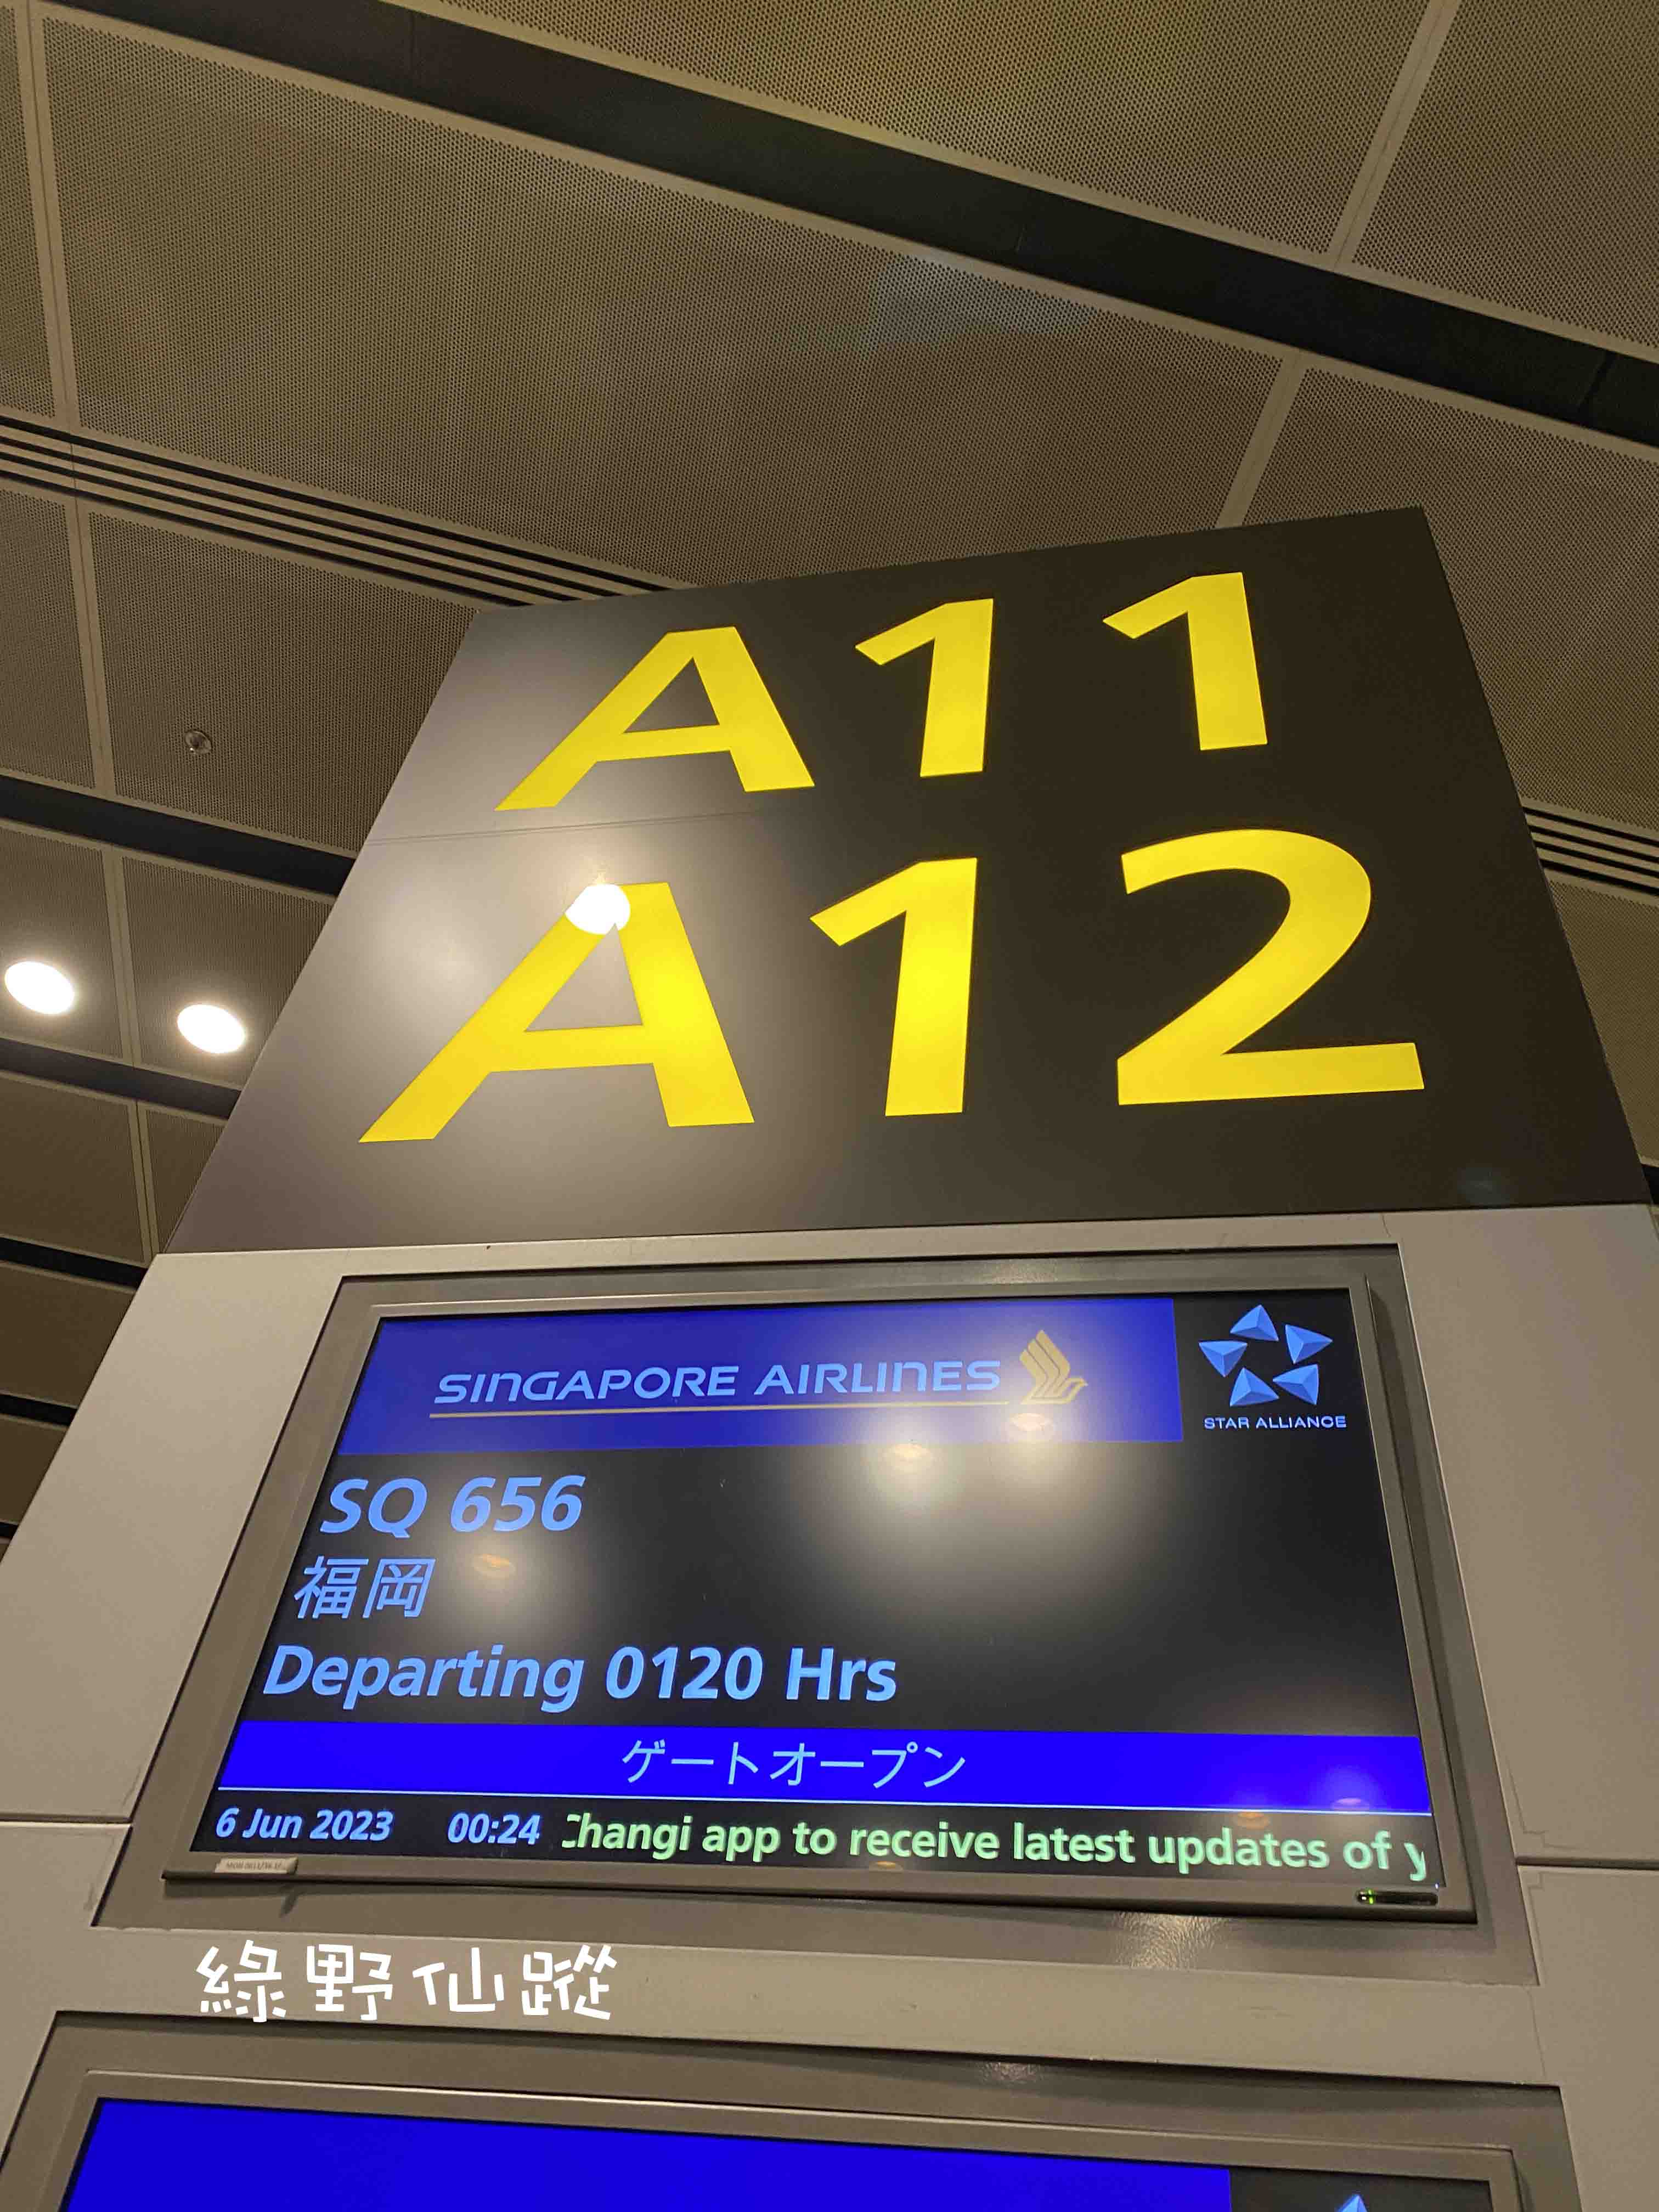 A11
A12
SINGAPORE AIRLINES
STAR ALLIANCE
SQ 656
福岡
Departing 0120 Hrs
ゲートオープン
6 Jun 2023 00:24 Changi app to receive latest updates of y
綠野仙蹤